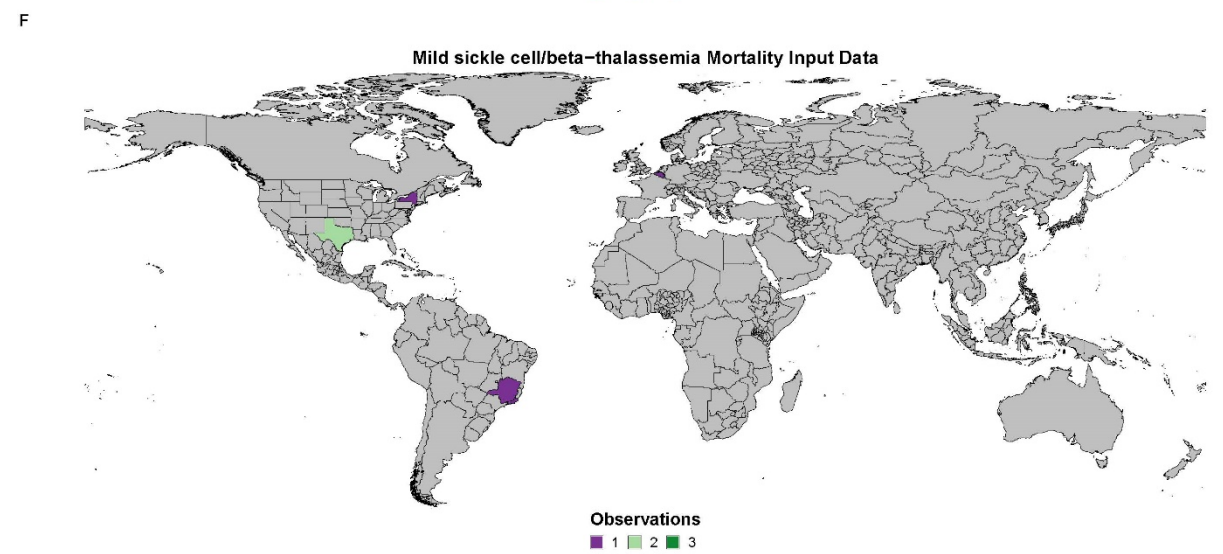 F
Mild sickle cell/beta−thalassemia Mortality Input Data
Observations
1 2 3